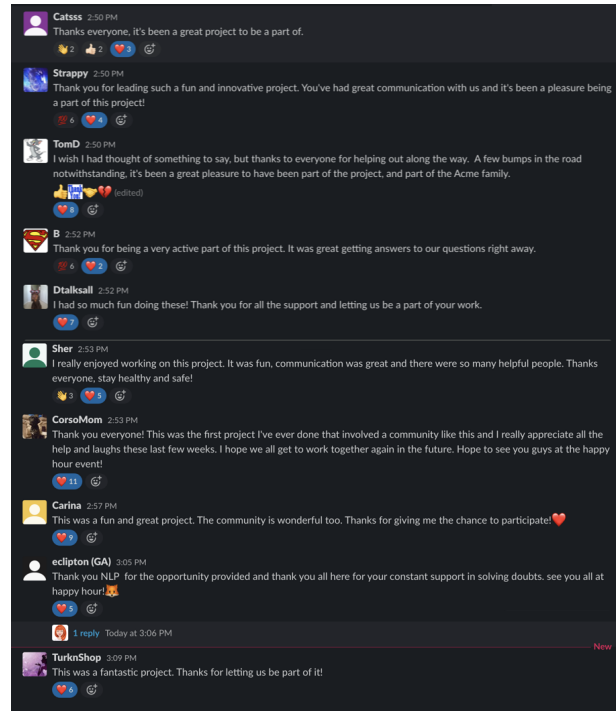 Catsss 2:50 PM
Thanks everyone, it's been a great project to be a part of.
2 2 3
Strappy 2:50 PM
Thank you for leading such a fun and innovative project. You've had great communication with us and it's been a pleasure being
a part of this project!
💯 6 4
TomD 2:50 PM
I wish I had thought of something to say, but thanks to everyone for helping out along the way. A few bumps in the road
notwithstanding, it's been a great pleasure to have been part of the project, and part of the Acme family.
Thank You! (edited)
8
B 2:52 PM
Thank you for being a very active part of this project. It was great getting answers to our questions right away.
💯 6 2
Dtalksall 2:52 PM
I had so much fun doing these! Thank you for all the support and letting us be a part of your work.
7
Sher 2:53 PM
I really enjoyed working on this project. It was fun, communication was great and there were so many helpful people. Thanks
everyone, stay healthy and safe!
3 5
CorsoMom 2:53 PM
Thank you everyone! This was the first project I've ever done that involved a community like this and I really appreciate all the
help and laughs these last few weeks. I hope we all get to work together again in the future. Hope to see you guys at the happy
hour event!
11
Carina 2:57 PM
This was a fun and great project. The community is wonderful too. Thanks for giving me the chance to participate!
9
eclipton (GA) 3:05 PM
Thank you NLP for the opportunity provided and thank you all here for your constant support in solving doubts. see you all at
happy hour!
5
1 reply Today at 3:06 PM
New
TurknShop 3:09 PM
This was a fantastic project. Thanks for letting us be part of it!
6